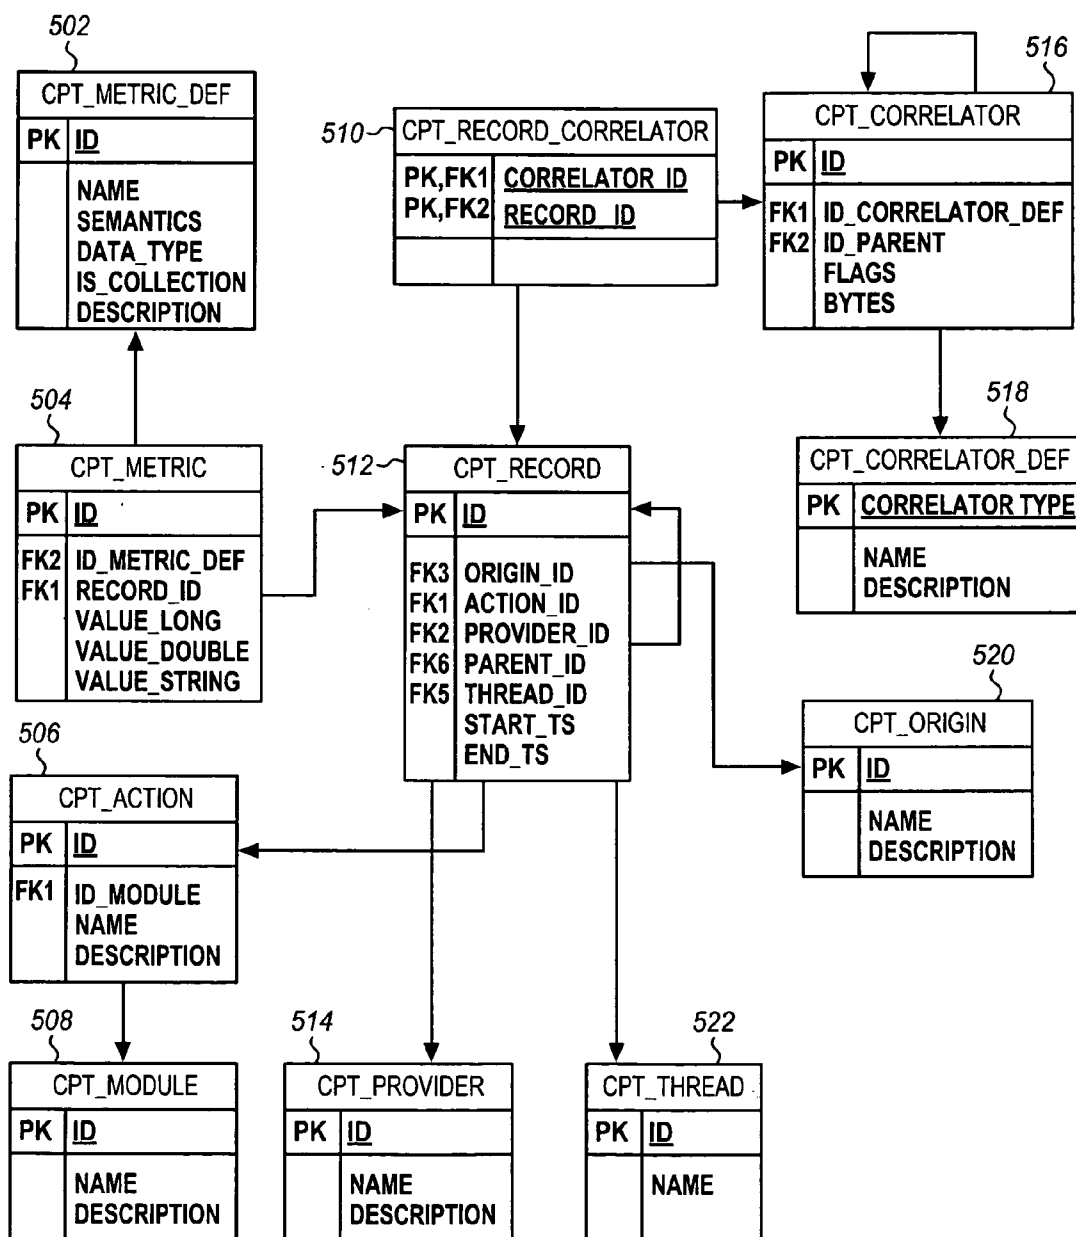 502
CPT_METRIC_DEF
PK ID
NAME
SEMANTICS
DATA_TYPE
IS_COLLECTION
DESCRIPTION
510
CPT_RECORD_CORRELATOR
PK,FK1 CORRELATOR_ID
PK,FK2 RECORD_ID
516
CPT_CORRELATOR
PK ID
FK1 ID_CORRELATOR_DEF
FK2 ID_PARENT
FLAGS
BYTES
504
CPT_METRIC
PK ID
FK2 ID_METRIC_DEF
FK1 RECORD_ID
VALUE_LONG
VALUE_DOUBLE
VALUE_STRING
512
CPT_RECORD
PK ID
FK3 ORIGIN_ID
FK1 ACTION_ID
FK2 PROVIDER_ID
FK6 PARENT_ID
FK5 THREAD_ID
START_TS
END_TS
518
CPT_CORRELATOR_DEF
PK CORRELATOR TYPE
NAME
DESCRIPTION
520
CPT_ORIGIN
PK ID
NAME
DESCRIPTION
506
CPT_ACTION
PK ID
FK1 ID_MODULE
NAME
DESCRIPTION
508
CPT_MODULE
PK ID
NAME
DESCRIPTION
514
CPT_PROVIDER
PK ID
NAME
DESCRIPTION
522
CPT_THREAD
PK ID
NAME